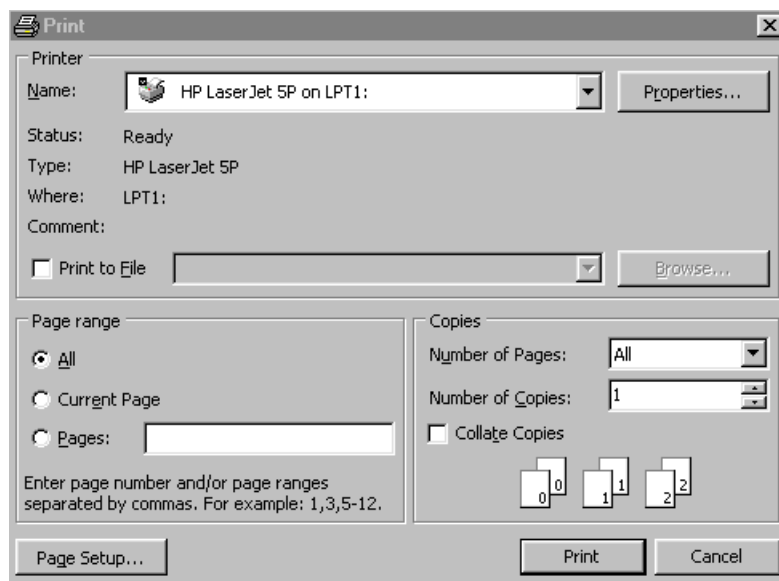 Print
Printer
Name: HP LaserJet 5P on LPT1: Properties...
Status: Ready
Type: HP LaserJet 5P
Where: LPT1:
Comment:
Print to File Browse...
Page range
All
Current Page
Pages:
Enter page number and/or page ranges
separated by commas. For example: 1,3,5-12.
Copies
Number of Pages: All
Number of Copies: 1
Collate Copies
0 0 1 1 2 2
Page Setup... Print Cancel